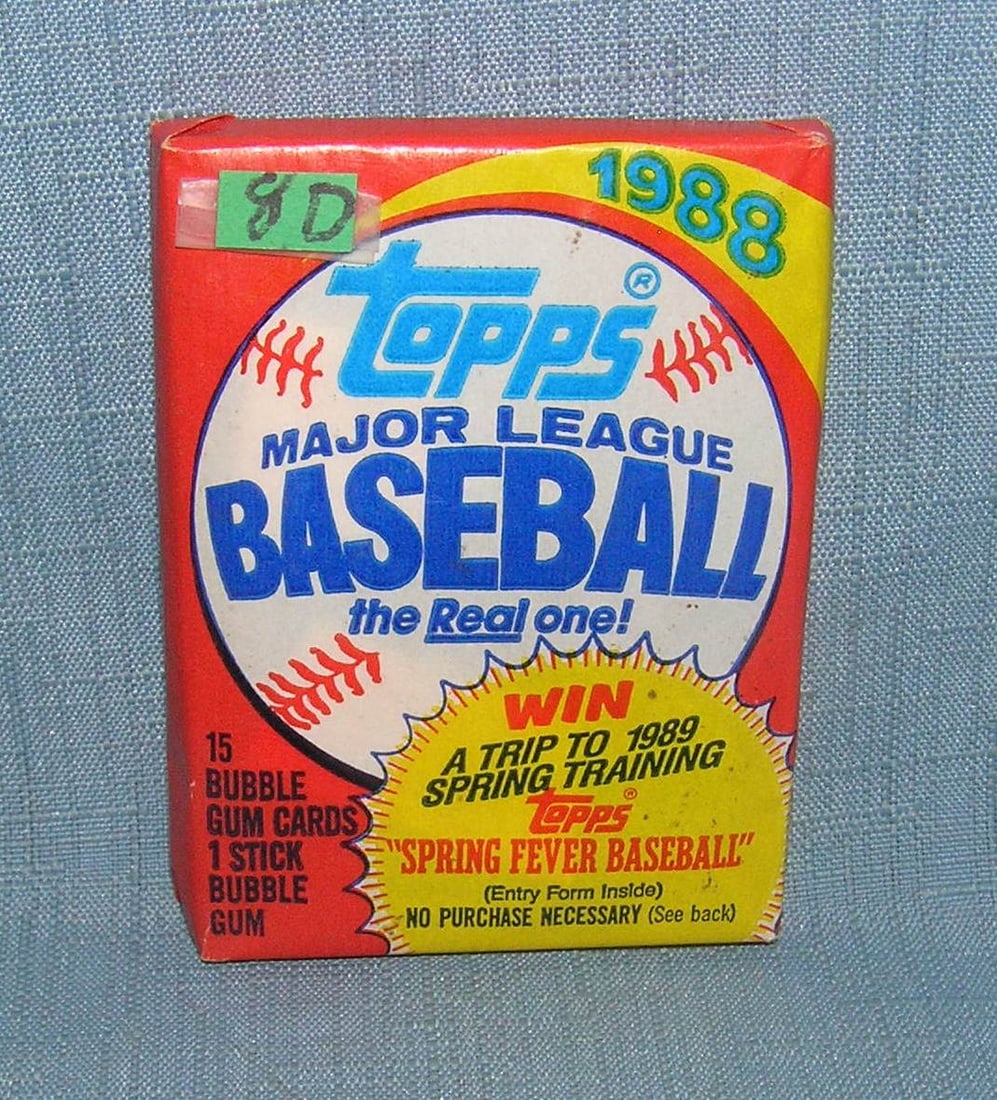 8D
1988
topps®
MAJOR LEAGUE
BASEBALL
the Real one!
WIN
A TRIP TO 1989
SPRING TRAINING
topps®
"SPRING FEVER BASEBALL"
(Entry Form Inside)
NO PURCHASE NECESSARY (See back)
15
BUBBLE
GUM CARDS
1 STICK
BUBBLE
GUM